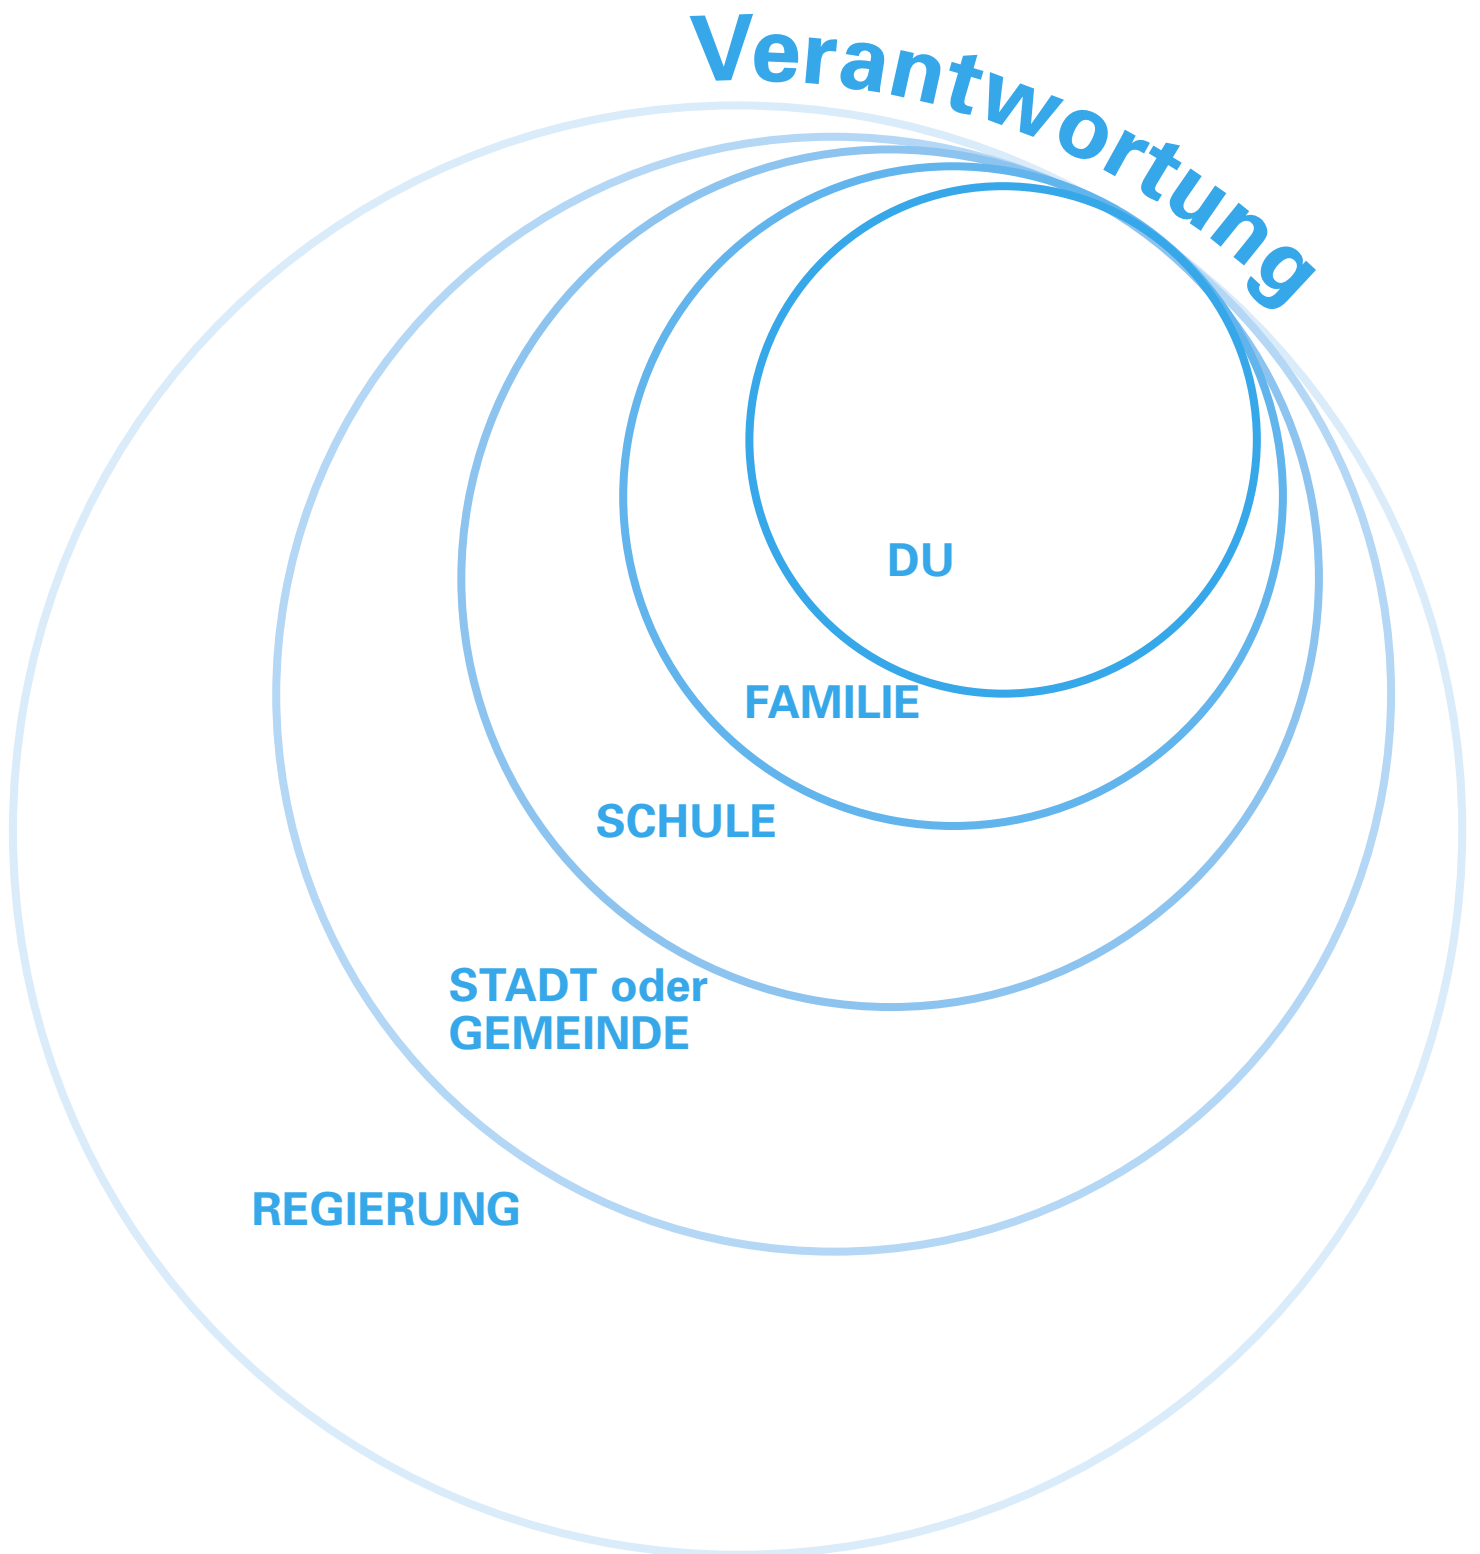 Verantwortung
DU
FAMILIE
SCHULE
STADT oder
GEMEINDE
REGIERUNG